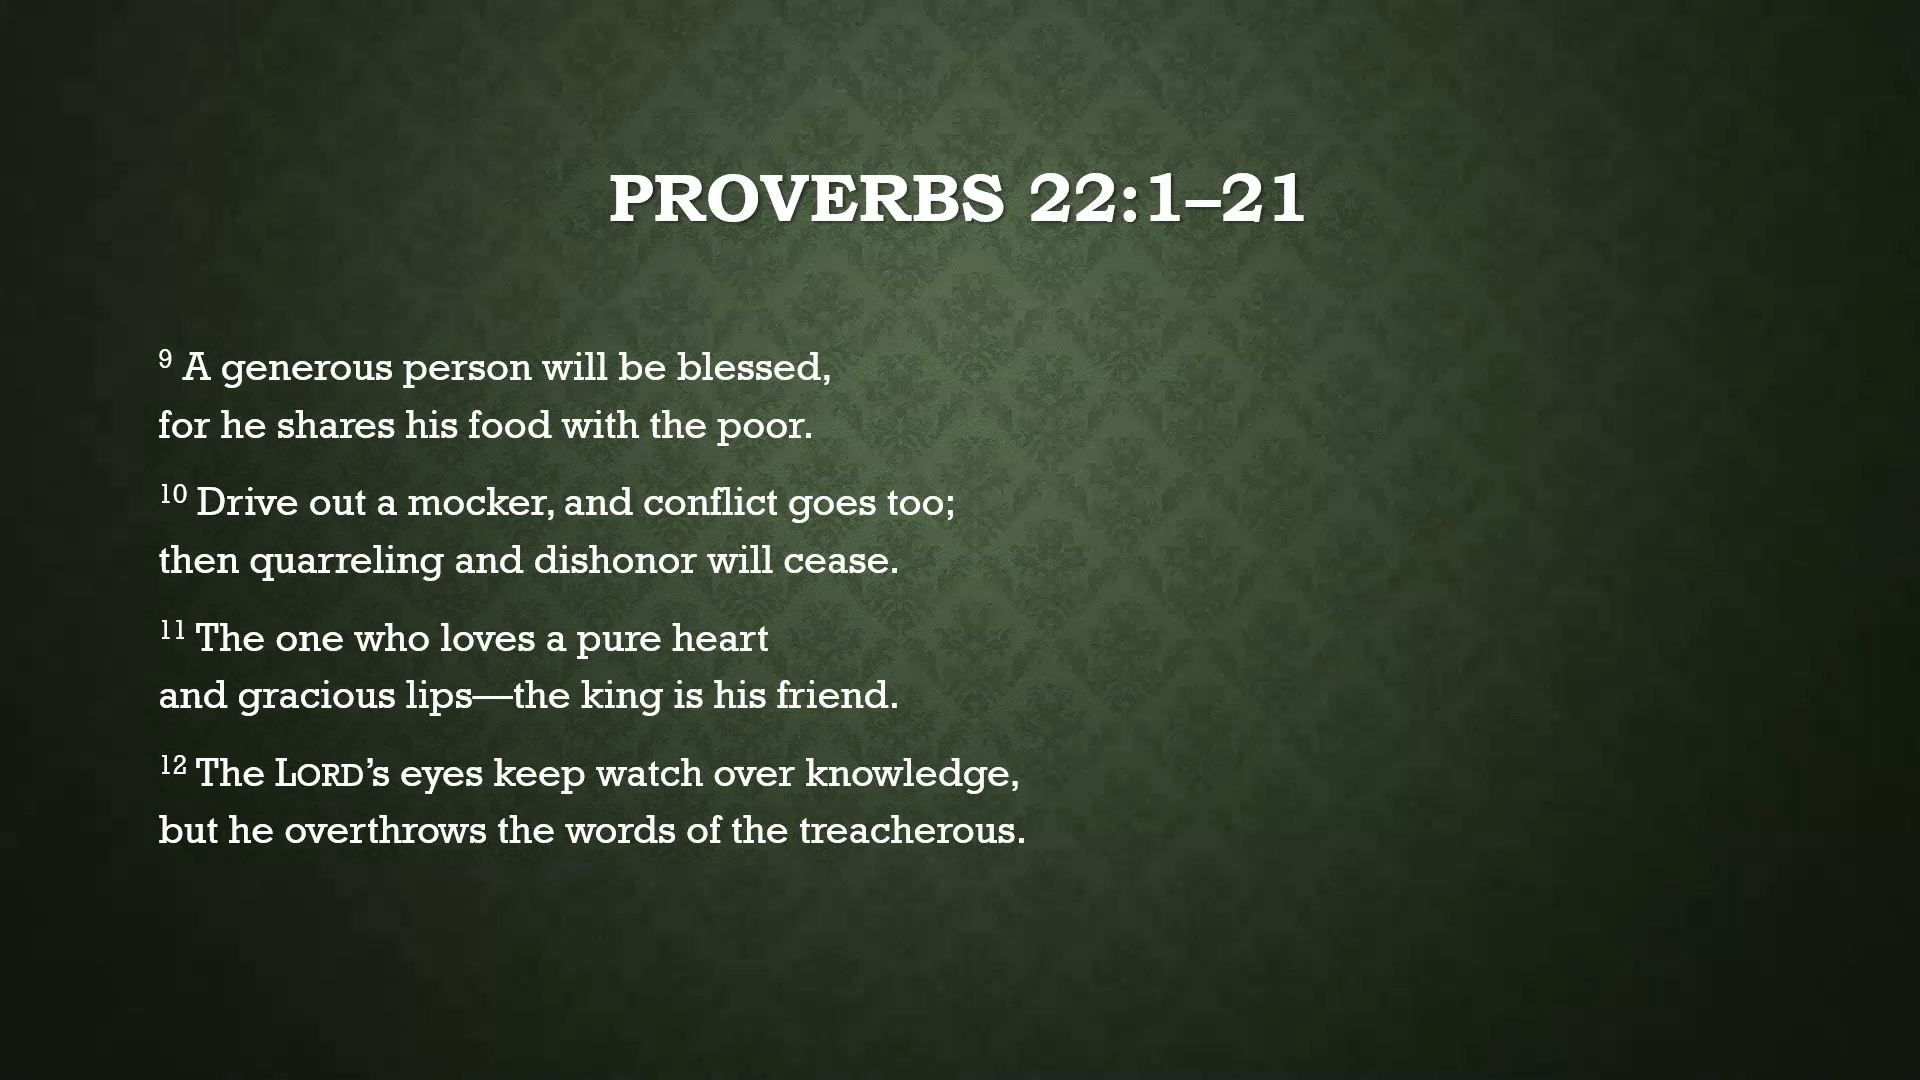 PROVERBS 22:1–21
9 A generous person will be blessed,
for he shares his food with the poor.
10 Drive out a mocker, and conflict goes too;
then quarreling and dishonor will cease.
11 The one who loves a pure heart
and gracious lips—the king is his friend.
12 The LORD’s eyes keep watch over knowledge,
but he overthrows the words of the treacherous.